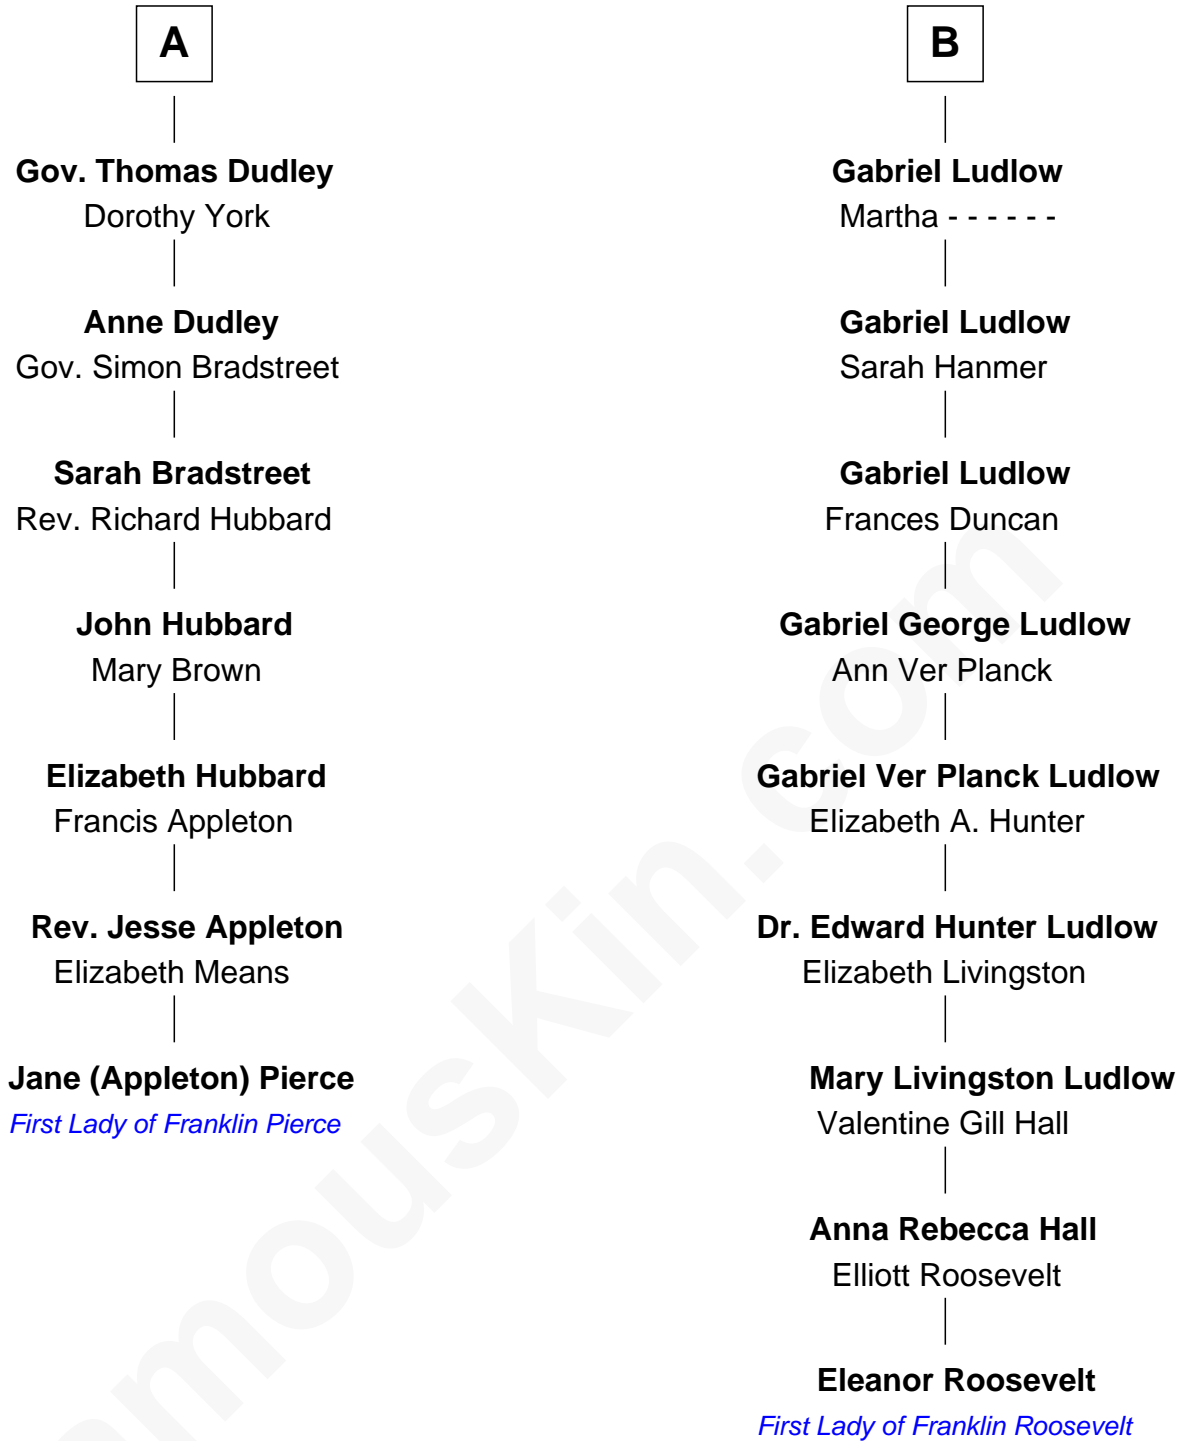 A
Gov. Thomas Dudley
Dorothy York
Anne Dudley
Gov. Simon Bradstreet
Sarah Bradstreet
Rev. Richard Hubbard
John Hubbard
Mary Brown
Elizabeth Hubbard
Francis Appleton
Rev. Jesse Appleton
Elizabeth Means
Jane (Appleton) Pierce
First Lady of Franklin Pierce
B
Gabriel Ludlow
Martha - - - - - -
Gabriel Ludlow
Sarah Hanmer
Gabriel Ludlow
Frances Duncan
Gabriel George Ludlow
Ann Ver Planck
Gabriel Ver Planck Ludlow
Elizabeth A. Hunter
Dr. Edward Hunter Ludlow
Elizabeth Livingston
Mary Livingston Ludlow
Valentine Gill Hall
Anna Rebecca Hall
Elliott Roosevelt
Eleanor Roosevelt
First Lady of Franklin Roosevelt
amousKin.com